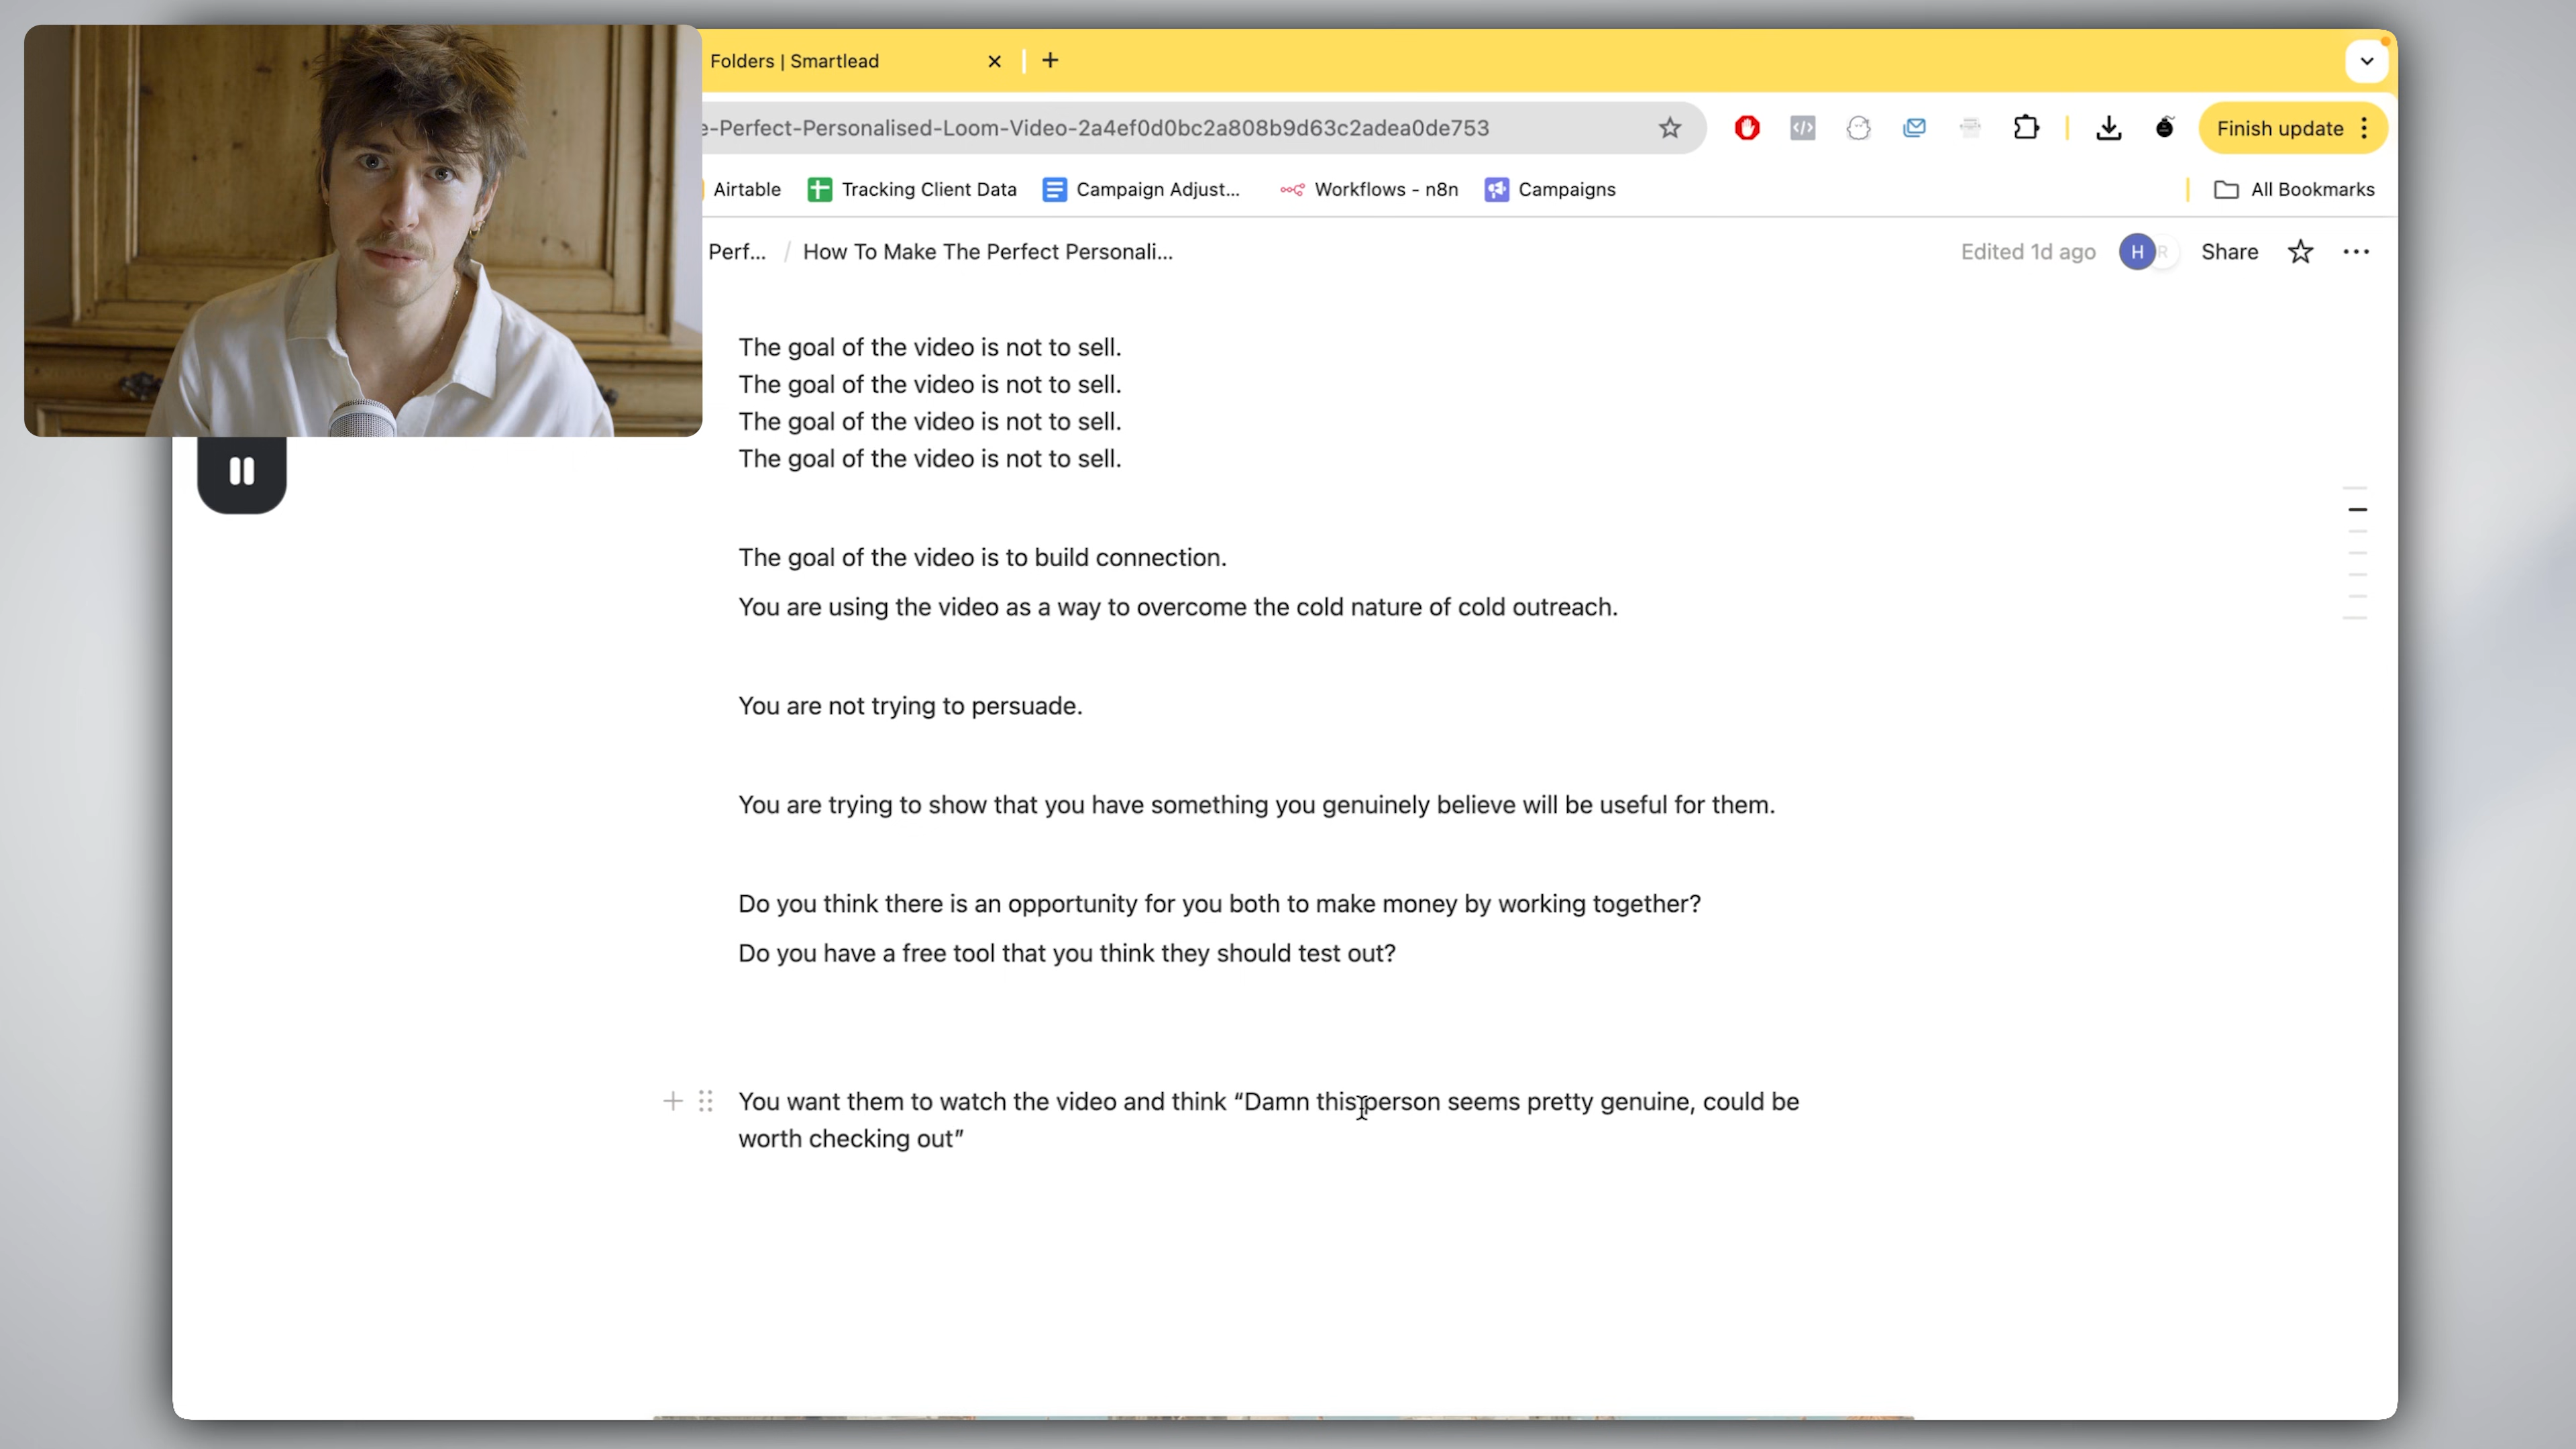 Folders | Smartlead
e-Perfect-Personalised-Loom-Video-2a4ef0d0bc2a808b9d63c2adea0de753
Finish update
Airtable
Tracking Client Data
Campaign Adjust...
Workflows - n8n
Campaigns
All Bookmarks
Perf... / How To Make The Perfect Personali...
Edited 1d ago
H
R
Share
The goal of the video is not to sell.
The goal of the video is not to sell.
The goal of the video is not to sell.
The goal of the video is not to sell.
The goal of the video is to build connection.
You are using the video as a way to overcome the cold nature of cold outreach.
You are not trying to persuade.
You are trying to show that you have something you genuinely believe will be useful for them.
Do you think there is an opportunity for you both to make money by working together?
Do you have a free tool that you think they should test out?
You want them to watch the video and think “Damn this person seems pretty genuine, could be
worth checking out”